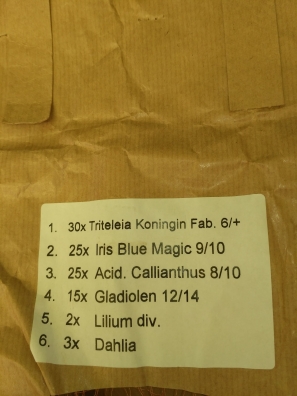 1. 30x Triteleia Koningin Fab. 6/+
2. 25x Iris Blue Magic 9/10
3. 25x Acid. Callianthus 8/10
4. 15x Gladiolen 12/14
5. 2x Lilium div.
6. 3x Dahlia